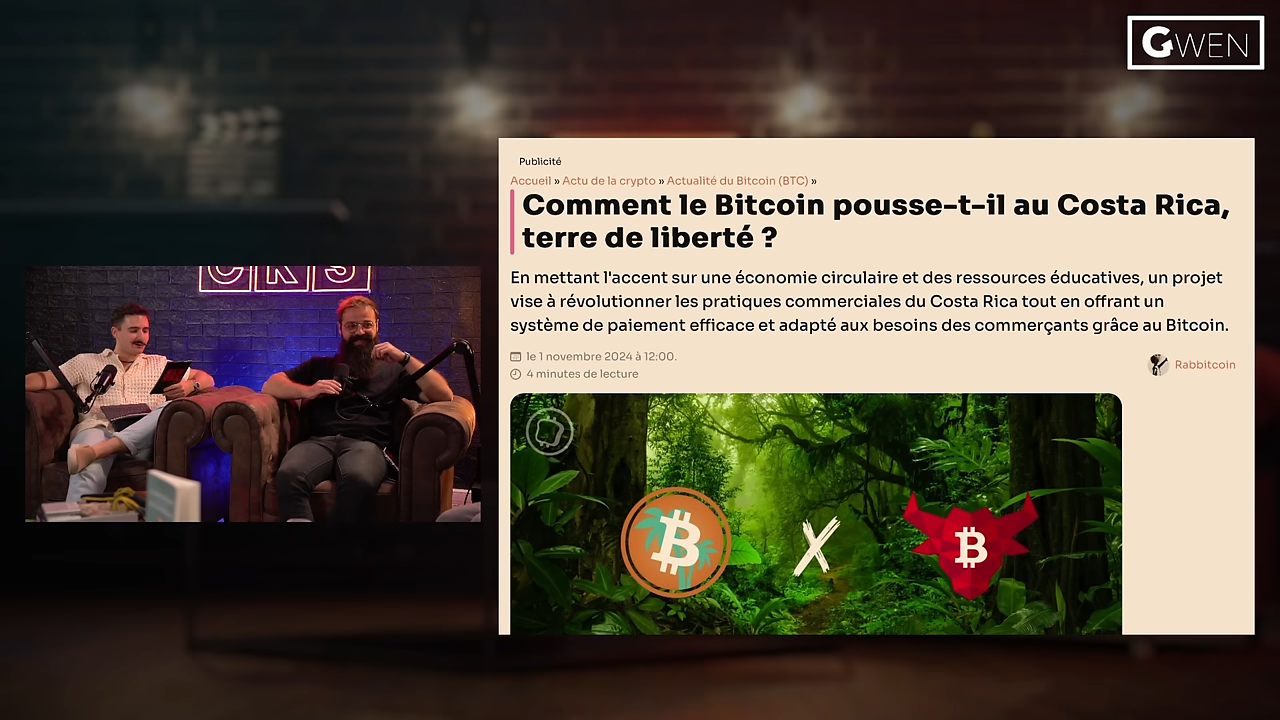 GWEN
Publicité
Accueil » Actu de la crypto » Actualité du Bitcoin (BTC) »
Comment le Bitcoin pousse-t-il au Costa Rica,
terre de liberté ?
En mettant l'accent sur une économie circulaire et des ressources éducatives, un projet
vise à révolutionner les pratiques commerciales du Costa Rica tout en offrant un
système de paiement efficace et adapté aux besoins des commerçants grâce au Bitcoin.
le 1 novembre 2024 à 12:00.
4 minutes de lecture
Rabbitcoin